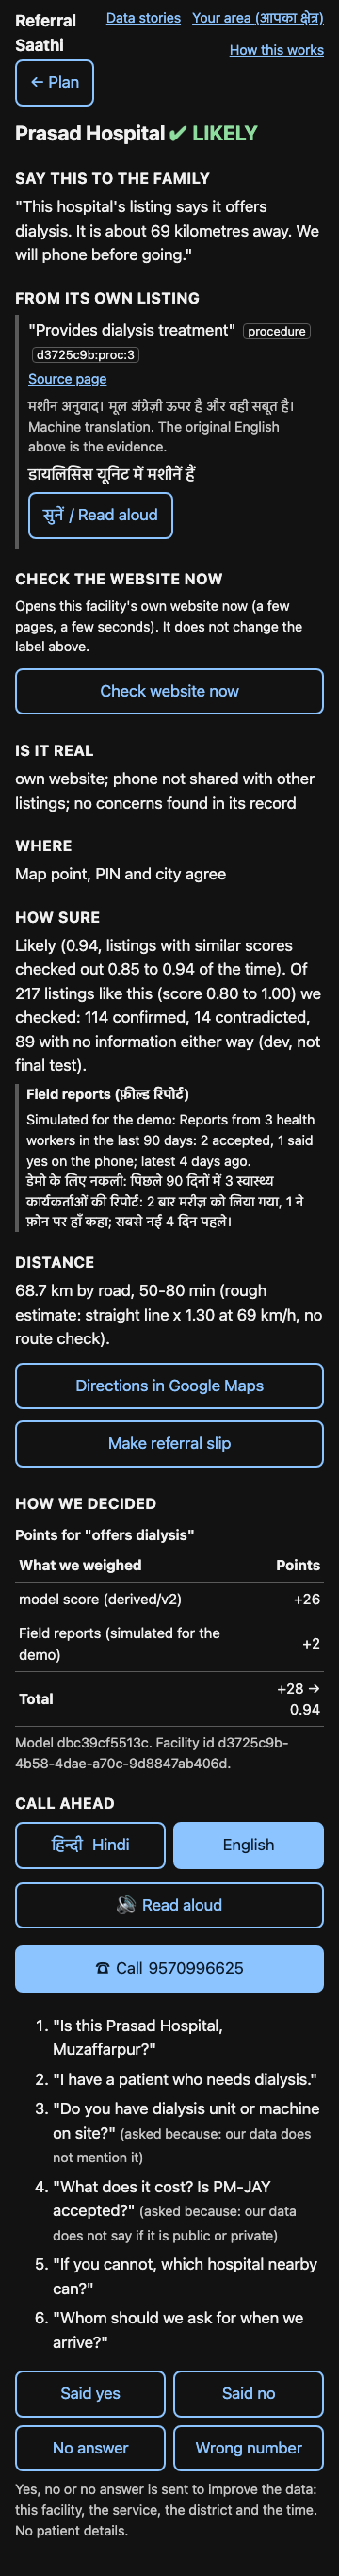 Referral Saathi
Data stories
Your area (आपका क्षेत्र)
How this works
← Plan
Prasad Hospital ✔ LIKELY
SAY THIS TO THE FAMILY
"This hospital's listing says it offers
dialysis. It is about 69 kilometres away. We
will phone before going."
FROM ITS OWN LISTING
"Provides dialysis treatment" procedure
d3725c9b:proc:3
Source page
मशीन अनुवाद। मूल अंग्रेज़ी ऊपर है और वही सबूत है।
Machine translation. The original English
above is the evidence.
डायलिसिस यूनिट में मशीनें हैं
सुनें / Read aloud
CHECK THE WEBSITE NOW
Opens this facility's own website now (a few
pages, a few seconds). It does not change the
label above.
Check website now
IS IT REAL
own website; phone not shared with other
listings; no concerns found in its record
WHERE
Map point, PIN and city agree
HOW SURE
Likely (0.94, listings with similar scores
checked out 0.85 to 0.94 of the time). Of
217 listings like this (score 0.80 to 1.00) we
checked: 114 confirmed, 14 contradicted,
89 with no information either way (dev, not
final test).
Field reports (फ़ील्ड रिपोर्ट)
Simulated for the demo: Reports from 3 health
workers in the last 90 days: 2 accepted, 1 said
yes on the phone; latest 4 days ago.
डेमो के लिए नकली: पिछले 90 दिनों में 3 स्वास्थ्य
कार्यकर्ताओं की रिपोर्ट: 2 बार मरीज़ को लिया गया, 1 ने
फ़ोन पर हाँ कहा; सबसे नई 4 दिन पहले।
DISTANCE
68.7 km by road, 50-80 min (rough
estimate: straight line x 1.30 at 69 km/h, no
route check).
Directions in Google Maps
Make referral slip
HOW WE DECIDED
Points for "offers dialysis"
What we weighed Points
model score (derived/v2) +26
Field reports (simulated for the
demo) +2
Total +28 →
0.94
Model dbc39cf5513c. Facility id d3725c9b-
4b58-4dae-a70c-9d8847ab406d.
CALL AHEAD
हिन्दी Hindi
English
🔊 Read aloud
☎ Call 9570996625
1. "Is this Prasad Hospital,
Muzaffarpur?"
2. "I have a patient who needs dialysis."
3. "Do you have dialysis unit or machine
on site?" (asked because: our data does
not mention it)
4. "What does it cost? Is PM-JAY
accepted?" (asked because: our data
does not say if it is public or private)
5. "If you cannot, which hospital nearby
can?"
6. "Whom should we ask for when we
arrive?"
Said yes
Said no
No answer
Wrong number
Yes, no or no answer is sent to improve the data:
this facility, the service, the district and the time.
No patient details.